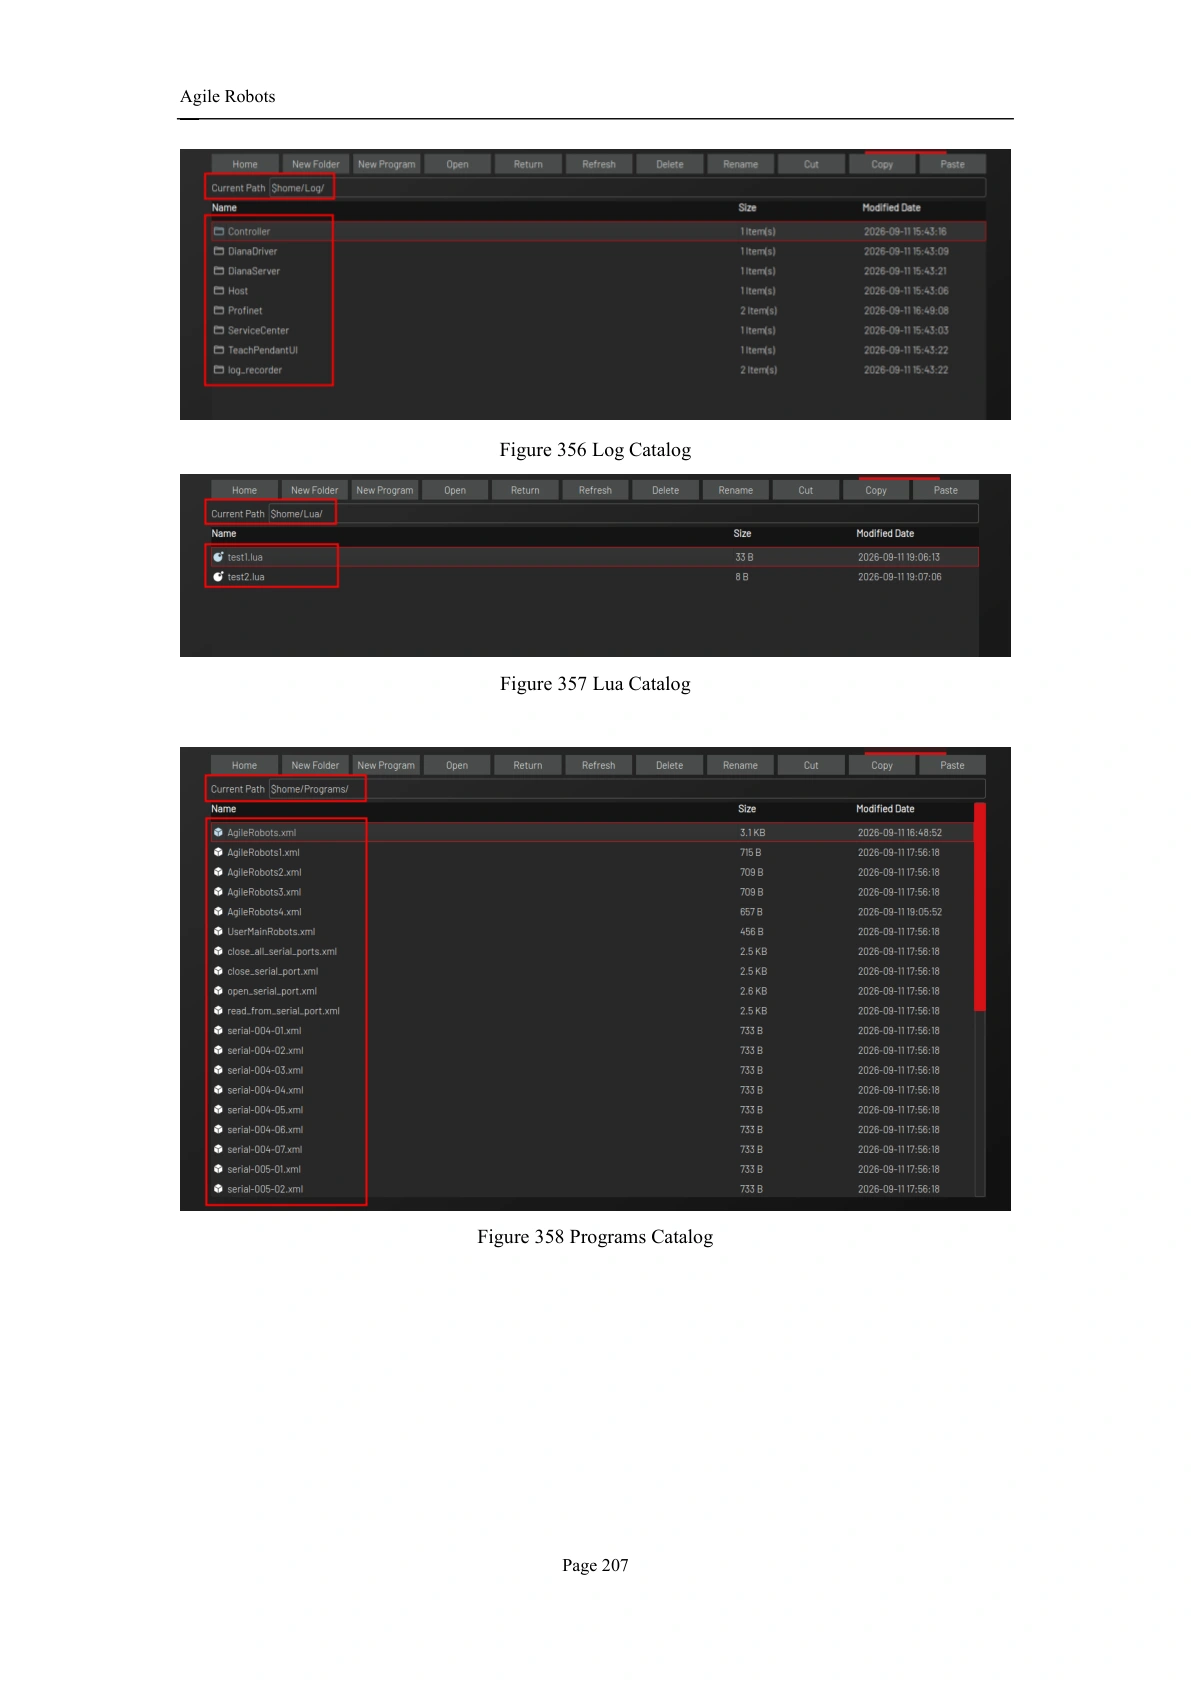 Agile Robots
Home New Folder New Program Open Return Refresh Delete Rename Cut Copy Paste
Current Path $home/Log/
Name Size Modified Date
Controller 1 Item(s) 2026-09-11 15:43:16
DianaDriver 1 Item(s) 2026-09-11 15:43:09
DianaServer 1 Item(s) 2026-09-11 15:43:21
Host 1 Item(s) 2026-09-11 15:43:06
Profinet 2 Item(s) 2026-09-11 16:49:08
ServiceCenter 1 Item(s) 2026-09-11 15:43:03
TeachPendantUI 1 Item(s) 2026-09-11 15:43:22
log_recorder 2 Item(s) 2026-09-11 15:43:22
Figure 356 Log Catalog
Home New Folder New Program Open Return Refresh Delete Rename Cut Copy Paste
Current Path $home/Lua/
Name Size Modified Date
test1.lua 33 B 2026-09-11 19:06:13
test2.lua 8 B 2026-09-11 19:07:06
Figure 357 Lua Catalog
Home New Folder New Program Open Return Refresh Delete Rename Cut Copy Paste
Current Path $home/Programs/
Name Size Modified Date
AgileRobots.xml 3.1 KB 2026-09-11 16:48:52
AgileRobots1.xml 715 B 2026-09-11 17:56:18
AgileRobots2.xml 709 B 2026-09-11 17:56:18
AgileRobots3.xml 709 B 2026-09-11 17:56:18
AgileRobots4.xml 657 B 2026-09-11 19:05:52
UserMainRobots.xml 456 B 2026-09-11 17:56:18
close_all_serial_ports.xml 2.5 KB 2026-09-11 17:56:18
close_serial_port.xml 2.5 KB 2026-09-11 17:56:18
open_serial_port.xml 2.6 KB 2026-09-11 17:56:18
read_from_serial_port.xml 2.5 KB 2026-09-11 17:56:18
serial-004-01.xml 733 B 2026-09-11 17:56:18
serial-004-02.xml 733 B 2026-09-11 17:56:18
serial-004-03.xml 733 B 2026-09-11 17:56:18
serial-004-04.xml 733 B 2026-09-11 17:56:18
serial-004-05.xml 733 B 2026-09-11 17:56:18
serial-004-06.xml 733 B 2026-09-11 17:56:18
serial-004-07.xml 733 B 2026-09-11 17:56:18
serial-005-01.xml 733 B 2026-09-11 17:56:18
serial-005-02.xml 733 B 2026-09-11 17:56:18
Figure 358 Programs Catalog
Page 207